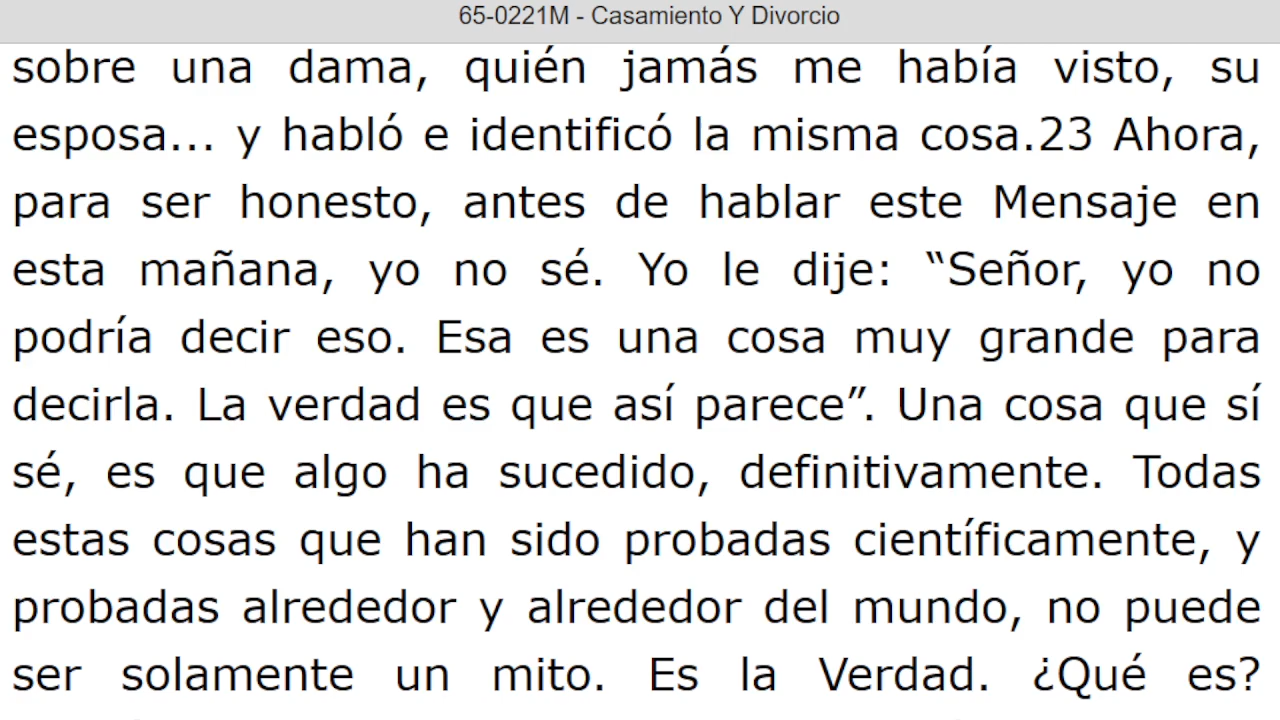 65-0221M - Casamiento Y Divorcio
sobre una dama, quién jamás me había visto, su
esposa... y habló e identificó la misma cosa.23 Ahora,
para ser honesto, antes de hablar este Mensaje en
esta mañana, yo no sé. Yo le dije: “Señor, yo no
podría decir eso. Esa es una cosa muy grande para
decirla. La verdad es que así parece”. Una cosa que sí
sé, es que algo ha sucedido, definitivamente. Todas
estas cosas que han sido probadas científicamente, y
probadas alrededor y alrededor del mundo, no puede
ser solamente un mito. Es la Verdad. ¿Qué es?